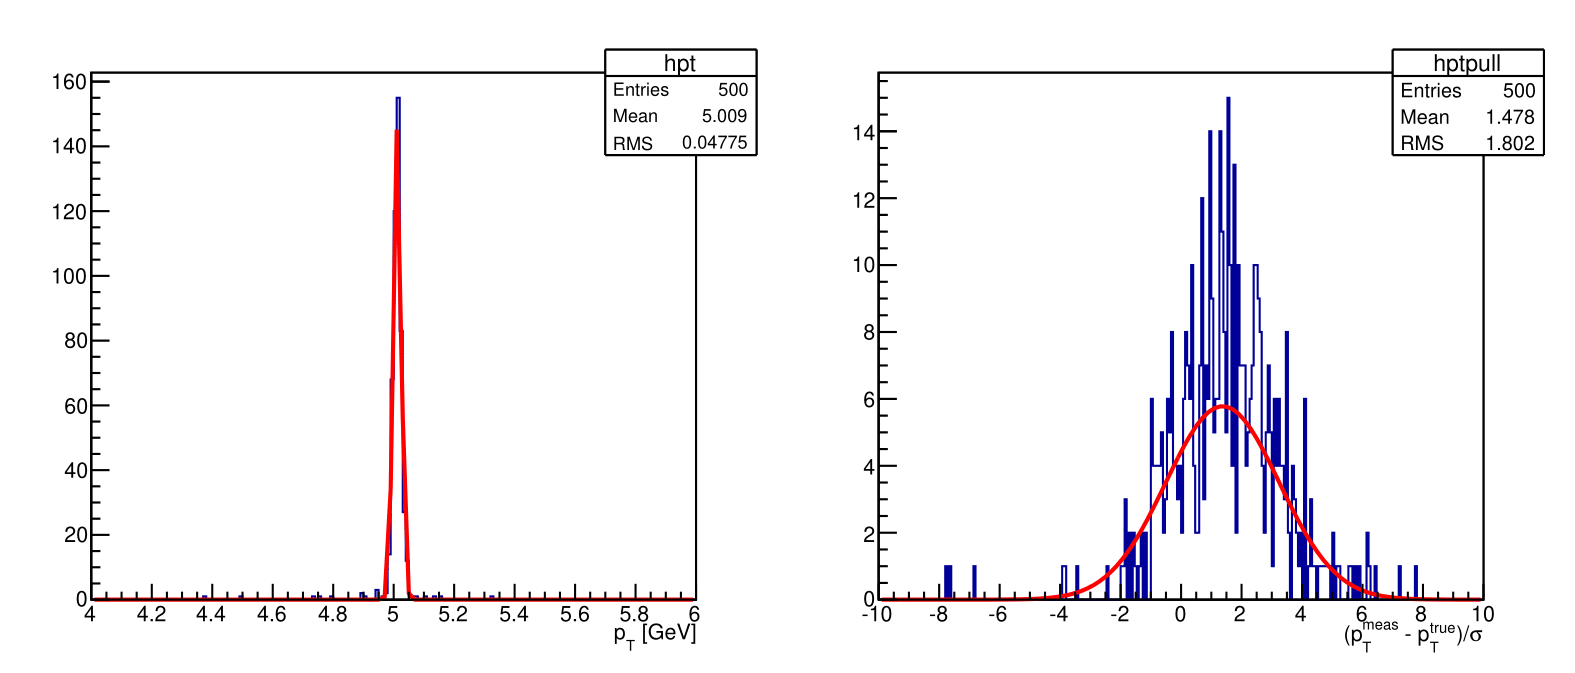 hpt
Entries 500
Mean 5.009
RMS 0.04775
160
140
120
100
80
60
40
20
0
4 4.2 4.4 4.6 4.8 5 5.2 5.4 5.6 5.8 6
p_T [GeV]
hptpull
Entries 500
Mean 1.478
RMS 1.802
14
12
10
8
6
4
2
0
-10 -8 -6 -4 -2 0 2 4 6 8 10
(p_T^meas - p_T^true)/σ